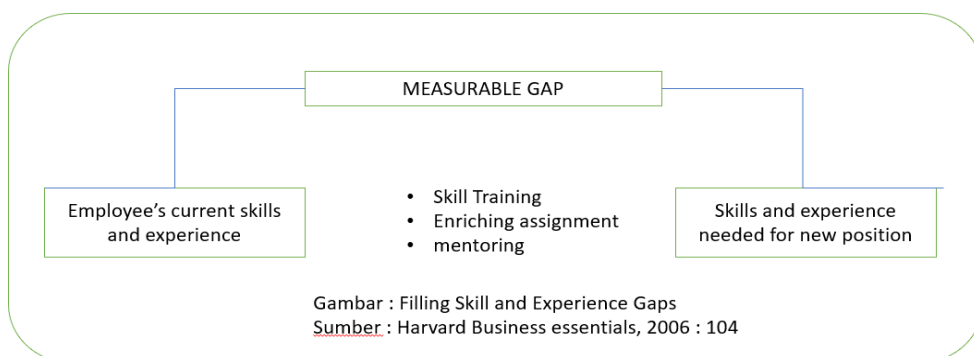 MEASURABLE GAP
Employee's current skills
and experience
• Skill Training
• Enriching assignment
• mentoring
Skills and experience
needed for new position
Gambar : Filling Skill and Experience Gaps
Sumber : Harvard Business essentials, 2006 : 104